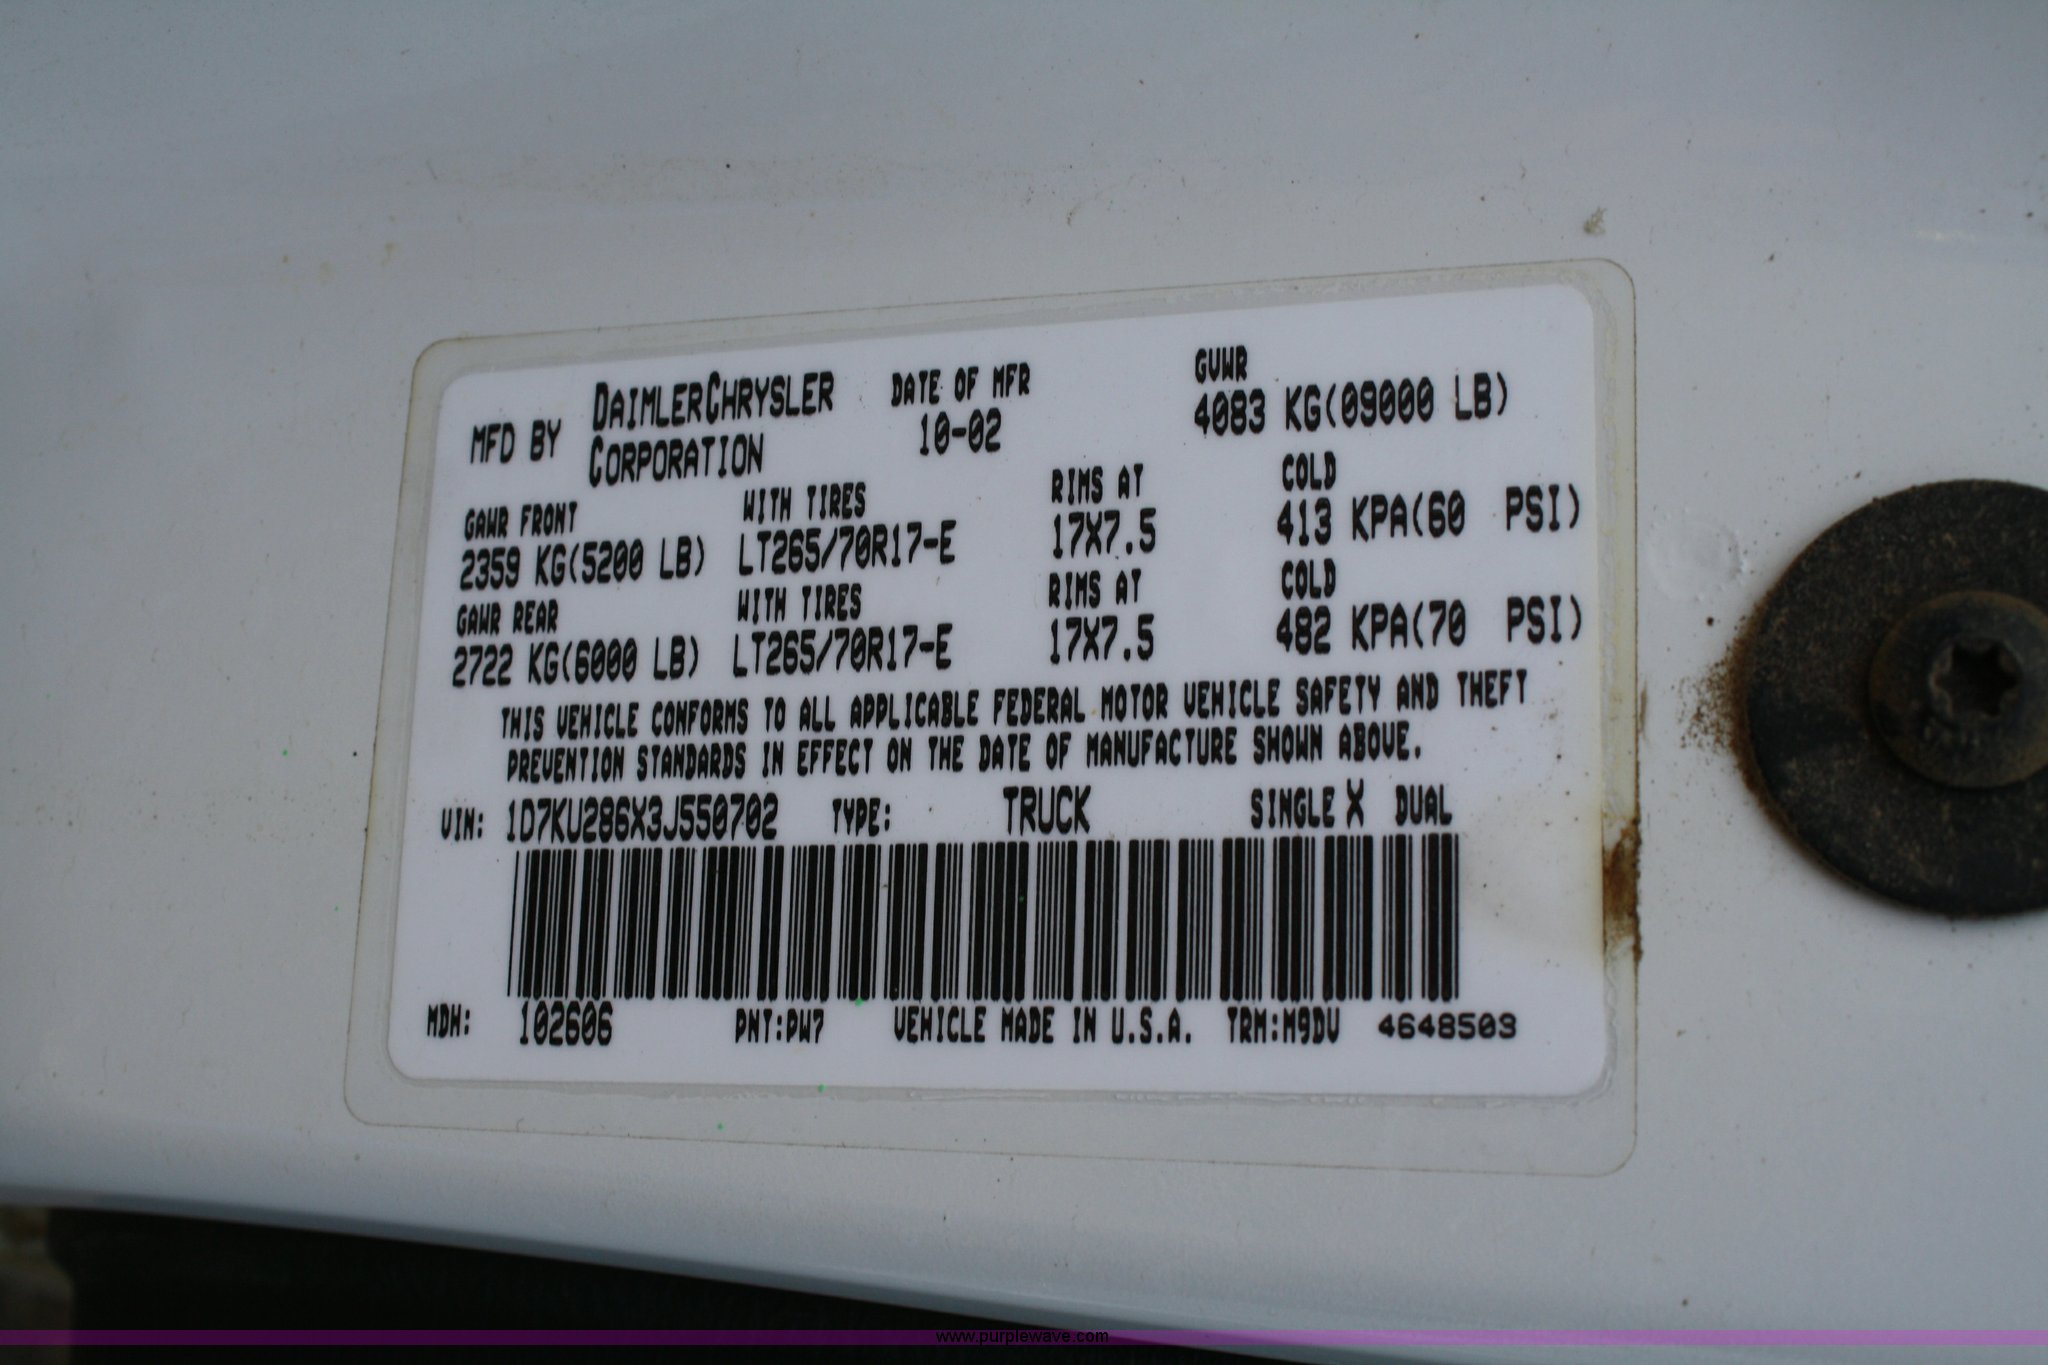 MFD BY DAIMLERCHRYSLER CORPORATION
DATE OF MFR
10-02
GVWR
4083 KG(09000 LB)
GAWR FRONT WITH TIRES RIMS AT COLD
2359 KG(5200 LB) LT265/70R17-E 17X7.5 413 KPA(60 PSI)
GAWR REAR WITH TIRES RIMS AT COLD
2722 KG(6000 LB) LT265/70R17-E 17X7.5 482 KPA(70 PSI)
THIS VEHICLE CONFORMS TO ALL APPLICABLE FEDERAL MOTOR VEHICLE SAFETY AND THEFT
PREVENTION STANDARDS IN EFFECT ON THE DATE OF MANUFACTURE SHOWN ABOVE.
VIN: 1D7KU286X3J550702 TYPE: TRUCK SINGLE X DUAL
MDH: 102606 PNT:PW7 VEHICLE MADE IN U.S.A. TRM:M9DV 4648503
www.purplewave.com